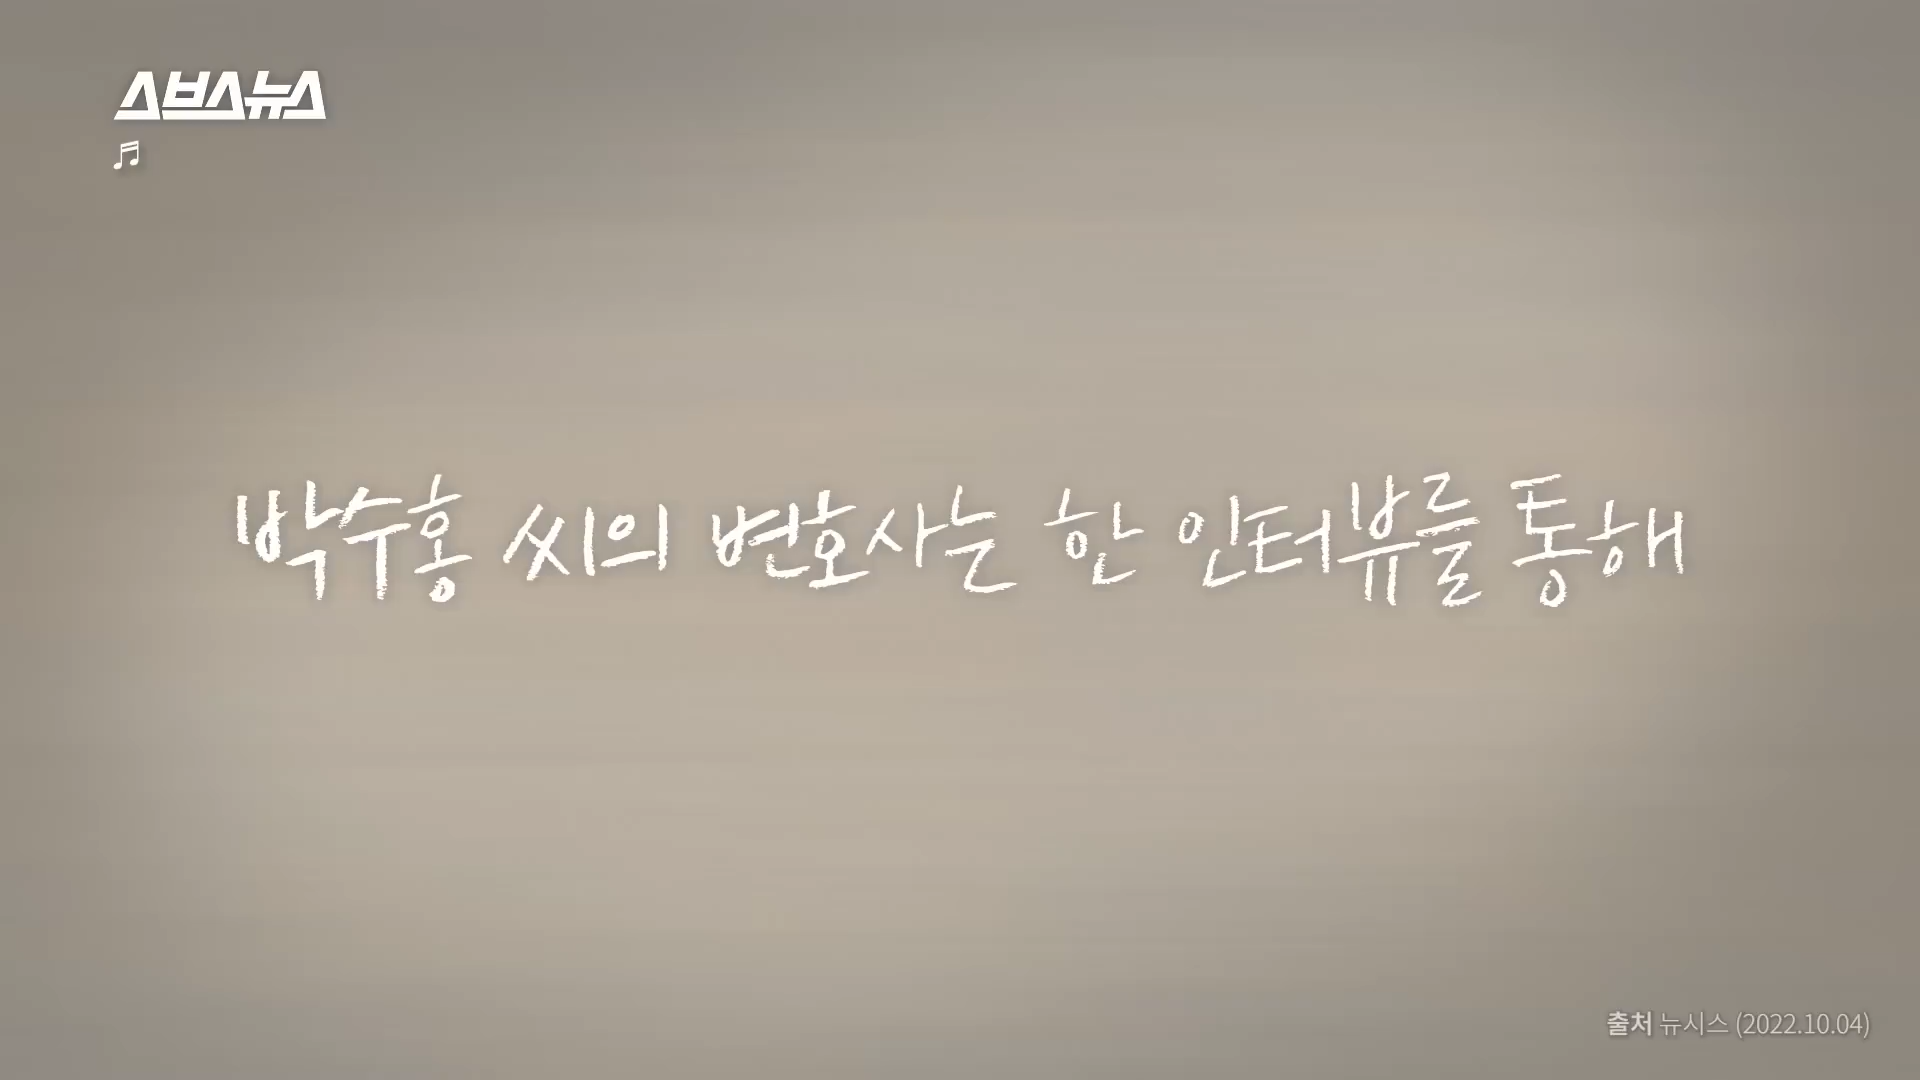 스브스뉴스
♬
박수홍 씨의 변호사는 한 인터뷰를 통해
출처 뉴시스 (2022.10.04)